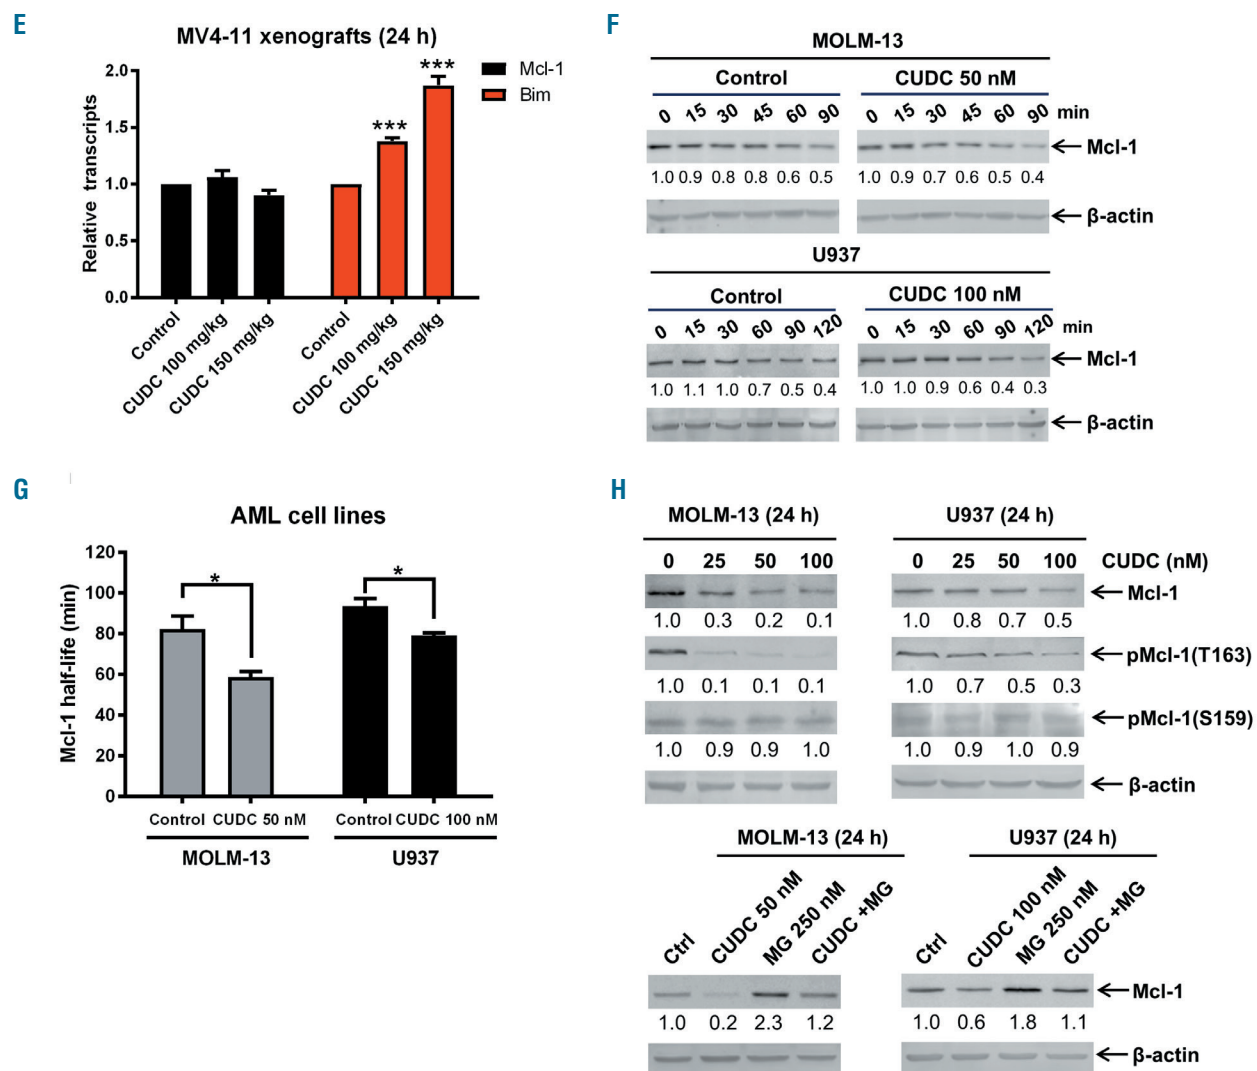 E
MV4-11 xenografts (24 h)
Relative transcripts
2.0
1.5
1.0
0.5
0.0
***
***
Mcl-1
Bim
Control
CUDC 100 mg/kg
CUDC 150 mg/kg
Control
CUDC 100 mg/kg
CUDC 150 mg/kg
F
MOLM-13
Control CUDC 50 nM
0 15 30 45 60 90 0 15 30 45 60 90 min
Mcl-1
1.0 0.9 0.8 0.8 0.6 0.5 1.0 0.9 0.7 0.6 0.5 0.4
β-actin
U937
Control CUDC 100 nM
0 15 30 60 90 120 0 15 30 60 90 120 min
Mcl-1
1.0 1.1 1.0 0.7 0.5 0.4 1.0 1.0 0.9 0.6 0.4 0.3
β-actin
G
AML cell lines
Mcl-1 half-life (min)
120
100
80
60
40
20
0
* *
Control CUDC 50 nM Control CUDC 100 nM
MOLM-13 U937
H
MOLM-13 (24 h) U937 (24 h)
0 25 50 100 0 25 50 100 CUDC (nM)
Mcl-1
1.0 0.3 0.2 0.1 1.0 0.8 0.7 0.5
pMcl-1(T163)
1.0 0.1 0.1 0.1 1.0 0.7 0.5 0.3
pMcl-1(S159)
1.0 0.9 0.9 1.0 1.0 0.9 1.0 0.9
β-actin
MOLM-13 (24 h) U937 (24 h)
Ctrl CUDC 50 nM MG 250 nM CUDC +MG Ctrl CUDC 100 nM MG 250 nM CUDC +MG
Mcl-1
1.0 0.2 2.3 1.2 1.0 0.6 1.8 1.1
β-actin